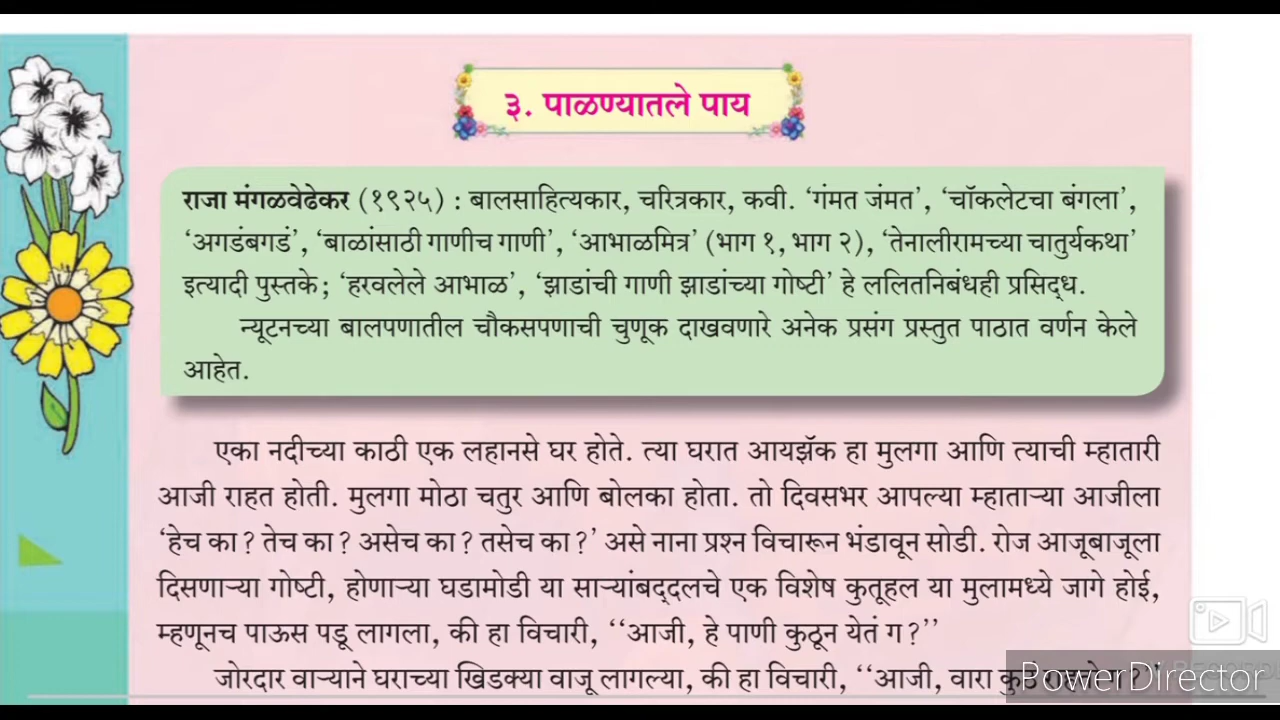 ३. पाळण्यातले पाय
राजा मंगळवेढेकर (१९२५) : बालसाहित्यकार, चरित्रकार, कवी. ‘गंमत जंमत’, ‘चॉकलेटचा बंगला’,
‘अगडंबगडं’, ‘बाळांसाठी गाणीच गाणी’, ‘आभाळमित्र’ (भाग १, भाग २), ‘तेनालीरामच्या चातुर्यकथा’
इत्यादी पुस्तके; ‘हरवलेले आभाळ’, ‘झाडांची गाणी झाडांच्या गोष्टी’ हे ललितनिबंधही प्रसिद्ध.
न्यूटनच्या बालपणातील चौकसपणाची चुणूक दाखवणारे अनेक प्रसंग प्रस्तुत पाठात वर्णन केले
आहेत.
एका नदीच्या काठी एक लहानसे घर होते. त्या घरात आयझॅक हा मुलगा आणि त्याची म्हातारी
आजी राहत होती. मुलगा मोठा चतुर आणि बोलका होता. तो दिवसभर आपल्या म्हाताऱ्या आजीला
‘हेच का? तेच का? असेच का? तसेच का?’ असे नाना प्रश्न विचारून भंडावून सोडी. रोज आजूबाजूला
दिसणाऱ्या गोष्टी, होणाऱ्या घडामोडी या साऱ्यांबद्दलचे एक विशेष कुतूहल या मुलामध्ये जागे होई,
म्हणूनच पाऊस पडू लागला, की हा विचारी, ‘‘आजी, हे पाणी कुठून येतं ग?’’
जोरदार वाऱ्याने घराच्या खिडक्या वाजू लागल्या, की हा विचारी, ‘‘आजी, वारा
PowerDirector